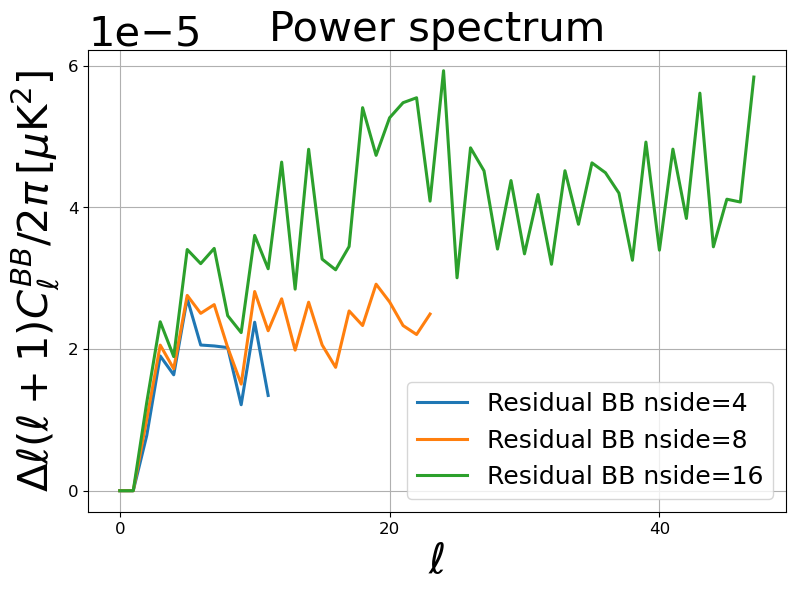 Power spectrum
1e−5
Δℓ(ℓ + 1)C_ℓ^{BB}/2π [μK²]
6
4
2
0
0 20 40
ℓ
Residual BB nside=4
Residual BB nside=8
Residual BB nside=16